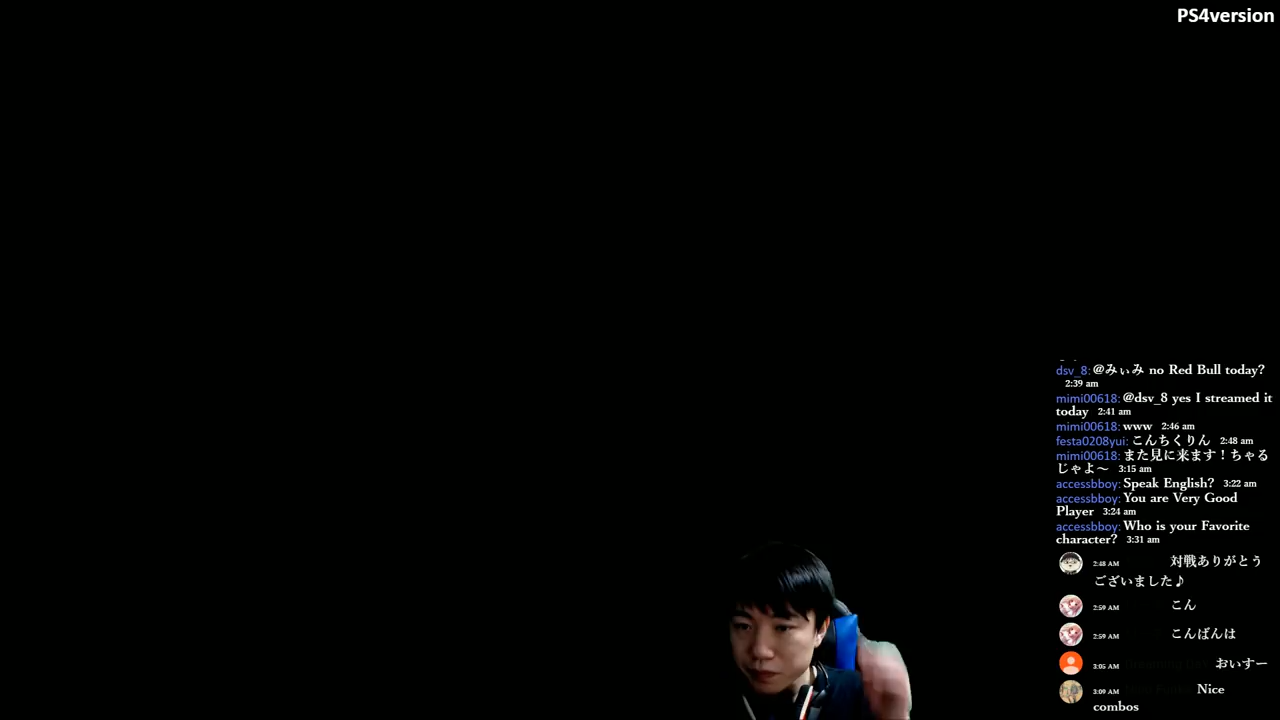 PS4version
dsv_8: @みぃみ no Red Bull today?
2:39 am
mimi00618: @dsv_8 yes I streamed it
today 2:41 am
mimi00618: www 2:46 am
festa0208yui: こんちくりん 2:48 am
mimi00618: また見に来ます！ちゃる
じゃよ〜 3:15 am
accessbboy: Speak English? 3:22 am
accessbboy: You are Very Good
Player 3:24 am
accessbboy: Who is your Favorite
character? 3:31 am
2:48 AM 対戦ありがとう
ございました♪
2:59 AM こん
2:59 AM こんばんは
3:05 AM おいすー
3:09 AM Nice
combos